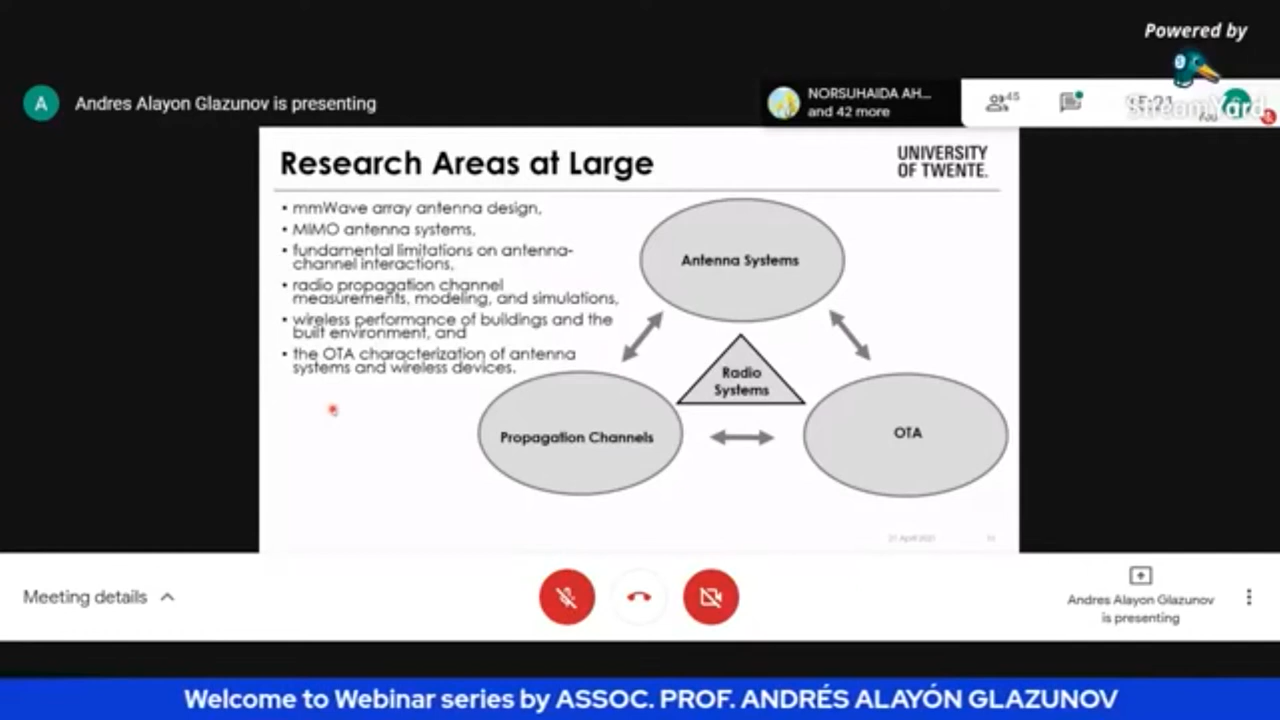 Powered by
StreamYard
A
Andres Alayon Glazunov is presenting
NORSUHAIDA AH...
and 42 more
45
You
Research Areas at Large
UNIVERSITY
OF TWENTE.
• mmWave array antenna design,
• MIMO antenna systems,
• fundamental limitations on antenna-
channel interactions,
• radio propagation channel
measurements, modeling, and simulations,
• wireless performance of buildings and the
built environment, and
• the OTA characterization of antenna
systems and wireless devices.
Antenna Systems
Radio
Systems
Propagation Channels
OTA
Meeting details
Andres Alayon Glazunov
is presenting
Welcome to Webinar series by ASSOC. PROF. ANDRÉS ALAYÓN GLAZUNOV